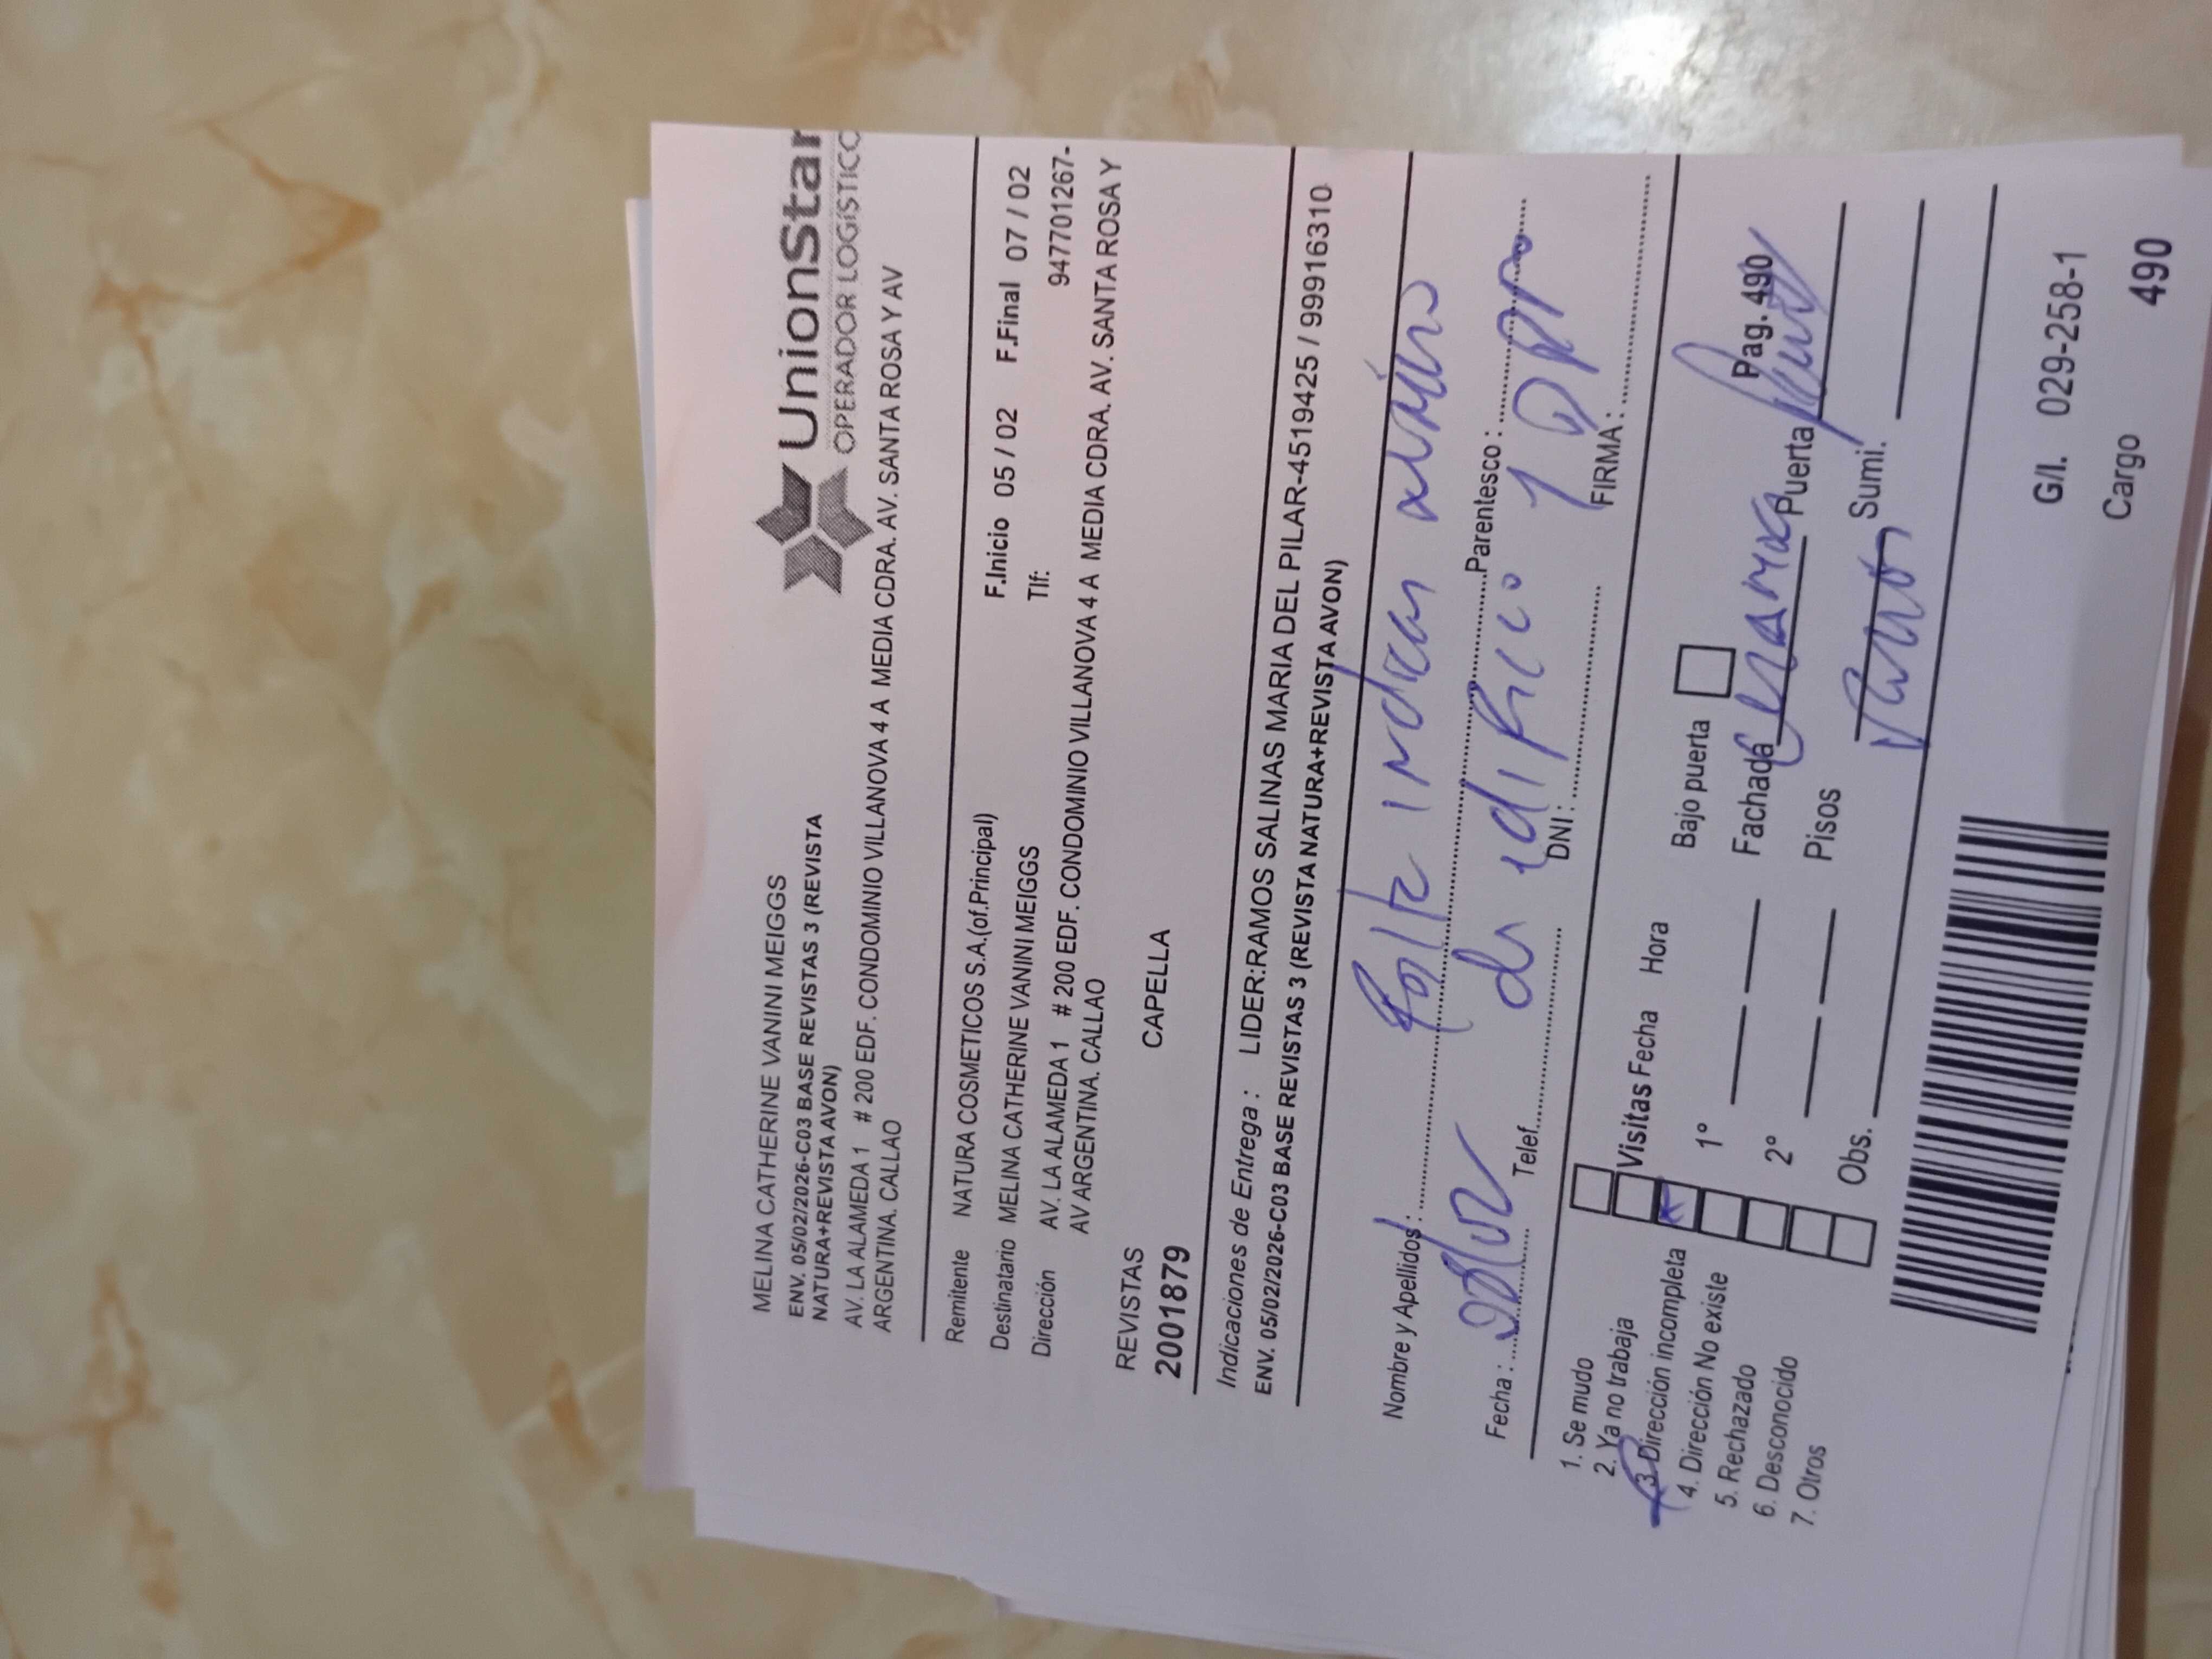 MELINA CATHERINE VANINI MEIGGS
ENV. 05/02/2026-C03 BASE REVISTAS 3 (REVISTA
NATURA+REVISTA AVON)
AV. LA ALAMEDA 1 # 200 EDF. CONDOMINIO VILLANOVA 4 A MEDIA CDRA. AV. SANTA ROSA Y AV
ARGENTINA. CALLAO
UnionStar
OPERADOR LOGÍSTICO
Remitente NATURA COSMETICOS S.A.(of.Principal) F.Inicio 05 / 02 F.Final 07 / 02
Destinatario MELINA CATHERINE VANINI MEIGGS Tlf: 947701267-
Dirección AV. LA ALAMEDA 1 # 200 EDF. CONDOMINIO VILLANOVA 4 A MEDIA CDRA. AV. SANTA ROSA Y
AV ARGENTINA. CALLAO
REVISTAS CAPELLA
2001879
Indicaciones de Entrega : LIDER:RAMOS SALINAS MARIA DEL PILAR-4519425 / 999916310
ENV. 05/02/2026-C03 BASE REVISTAS 3 (REVISTA NATURA+REVISTA AVON)
Nombre y Apellidos : Falta indicar
de edificio Parentesco :
Fecha : Telef. DNI : FIRMA :
1. Se mudo
2. Ya no trabaja
3. Dirección incompleta
4. Dirección No existe
5. Rechazado
6. Desconocido
7. Otros
Visitas Fecha Hora Bajo puerta
1° Fachada Puerta Pag. 490
2° Pisos Sumi.
Obs.
G/I. 029-258-1
Cargo 490